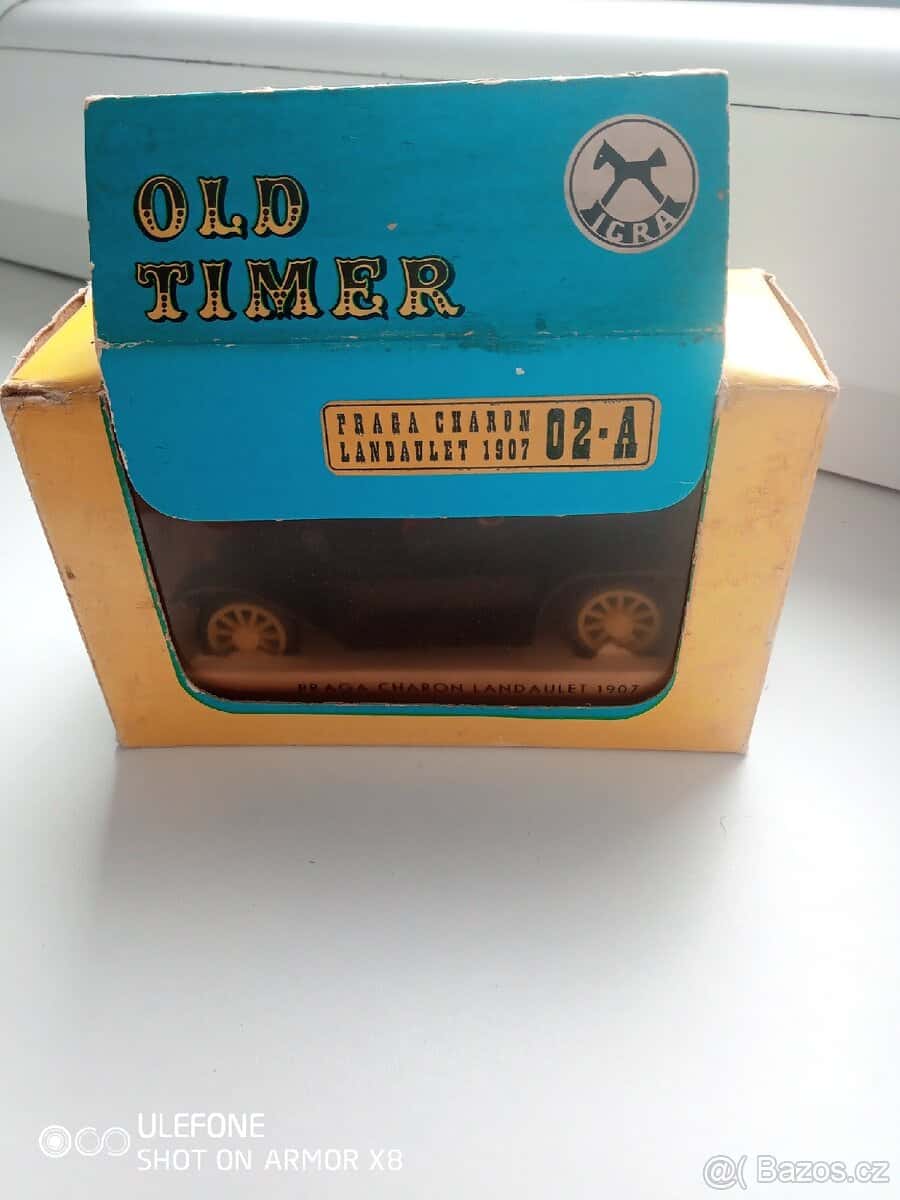 OLD
TIMER
IGRA
PRAGA CHARON
LANDAULET 1907
02-A
PRAGA CHARON LANDAULET 1907
ULEFONE
SHOT ON ARMOR X8
@( Bazos.cz